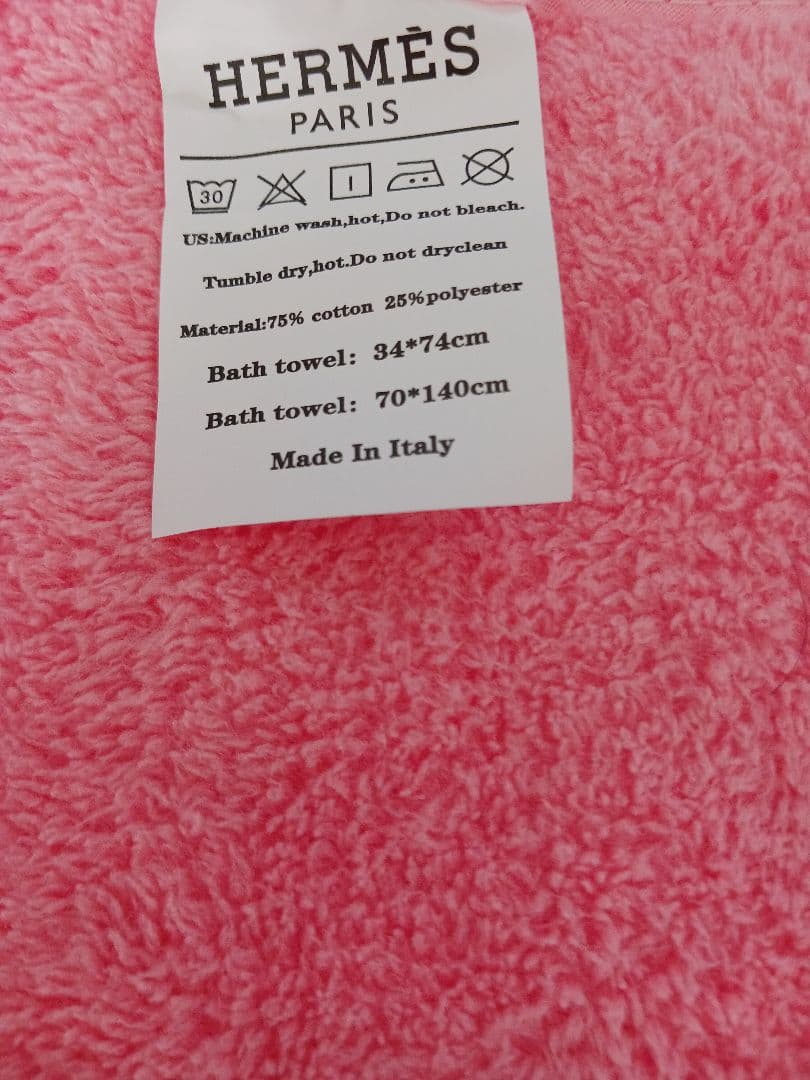 HERMÈS
PARIS
30
US:Machine wash,hot,Do not bleach.
Tumble dry,hot.Do not dryclean
Material:75% cotton 25%polyester
Bath towel: 34*74cm
Bath towel: 70*140cm
Made In Italy